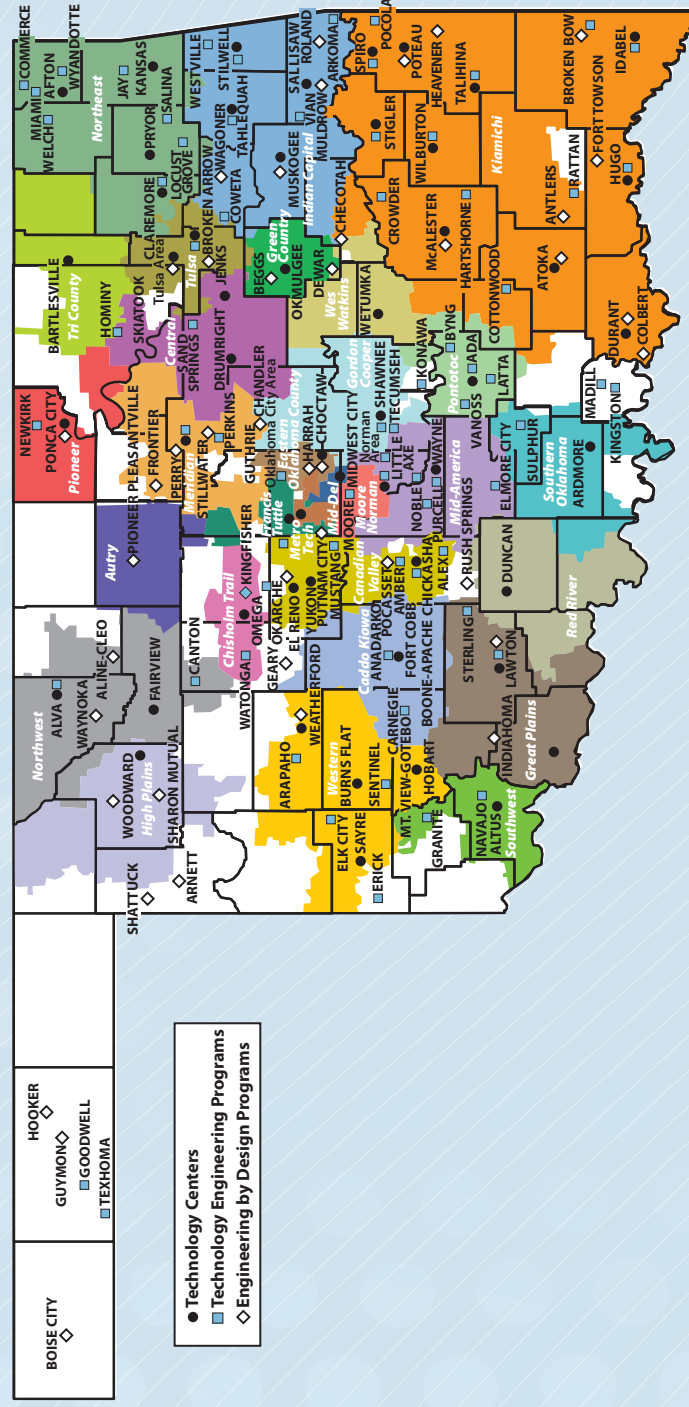 BOISE CITY
HOOKER
GUYMON
GOODWELL
TEXHOMA
Technology Centers
Technology Engineering Programs
Engineering by Design Programs
SHATTUCK
ARNETT
WOODWARD
High Plains
SHARON MUTUAL
Northwest
ALVA
WAYNOKA
ALINE-CLEO
FAIRVIEW
CANTON
Autry
PIONEER PLEASANTVILLE
NEWKIRK
PONCA CITY
Pioneer
FRONTIER
PERRY
Meridian
STILLWATER
PERKINS
GUTHRIE
CHANDLER
BARTLESVILLE
Tri County
HOMINY
SKIATOOK
Central
SAND
SPRINGS
DRUMRIGHT
JENKS
CLAREMORE
Tulsa Area
Tulsa
BROKEN ARROW
COMMERCE
MIAMI
AFTON
WYANDOTTE
WELCH
Northeast
JAY
KANSAS
SALINA
PRYOR
LOCUST
GROVE
WESTVILLE
STILWELL
WAGONER
TAHLEQUAH
COWETA
MUSKOGEE
Indian Capital
SALLISAW
ROLAND
ARKOMA
VIAN
MULDROW
CHECOTAH
Green
Country
BEGGS
OKMULGEE
DEWAR
Wes
Watkins
WETUMKA
WATONGA
Chisholm Trail
OMEGA
KINGFISHER
GEARY
OKARCHE
EL RENO
YUKON
PUTNAM CITY
MUSTANG
Francis
Tuttle
Metro
Tech
Oklahoma City Area
Eastern
Oklahoma County
HARRAH
CHOCTAW
Mid-Del
MIDWEST CITY
MOORE
Moore
Norman
Norman
Area
Gordon
Cooper
SHAWNEE
TECUMSEH
KONAWA
LITTLE
AXE
NOBLE
PURCELL
WAYNE
Mid-America
ARAPAHO
WEATHERFORD
Western
BURNS FLAT
SENTINEL
ELK CITY
SAYRE
ERICK
Caddo Kiowa
ANADARKO
CARNEGIE
FORT COBB
BOONE-APACHE
Canadian
Valley
POCASSET
AMBER
CHICKASHA
ALEX
RUSH SPRINGS
MT. VIEW-GOTEBO
HOBART
GRANITE
NAVAJO
ALTUS
Southwest
INDIAHOMA
Great Plains
STERLING
LAWTON
DUNCAN
Red River
ELMORE CITY
SULPHUR
Southern
Oklahoma
ARDMORE
MADILL
KINGSTON
BYNG
ADA
Pontotoc
VANOSS
LATTA
SPIRO
POCOLA
POTEAU
HEAVENER
TALIHINA
STIGLER
WILBURTON
CROWDER
McALESTER
HARTSHORNE
COTTONWOOD
Kiamichi
BROKEN BOW
IDABEL
FORT TOWSON
HUGO
RATTAN
ANTLERS
ATOKA
DURANT
COLBERT